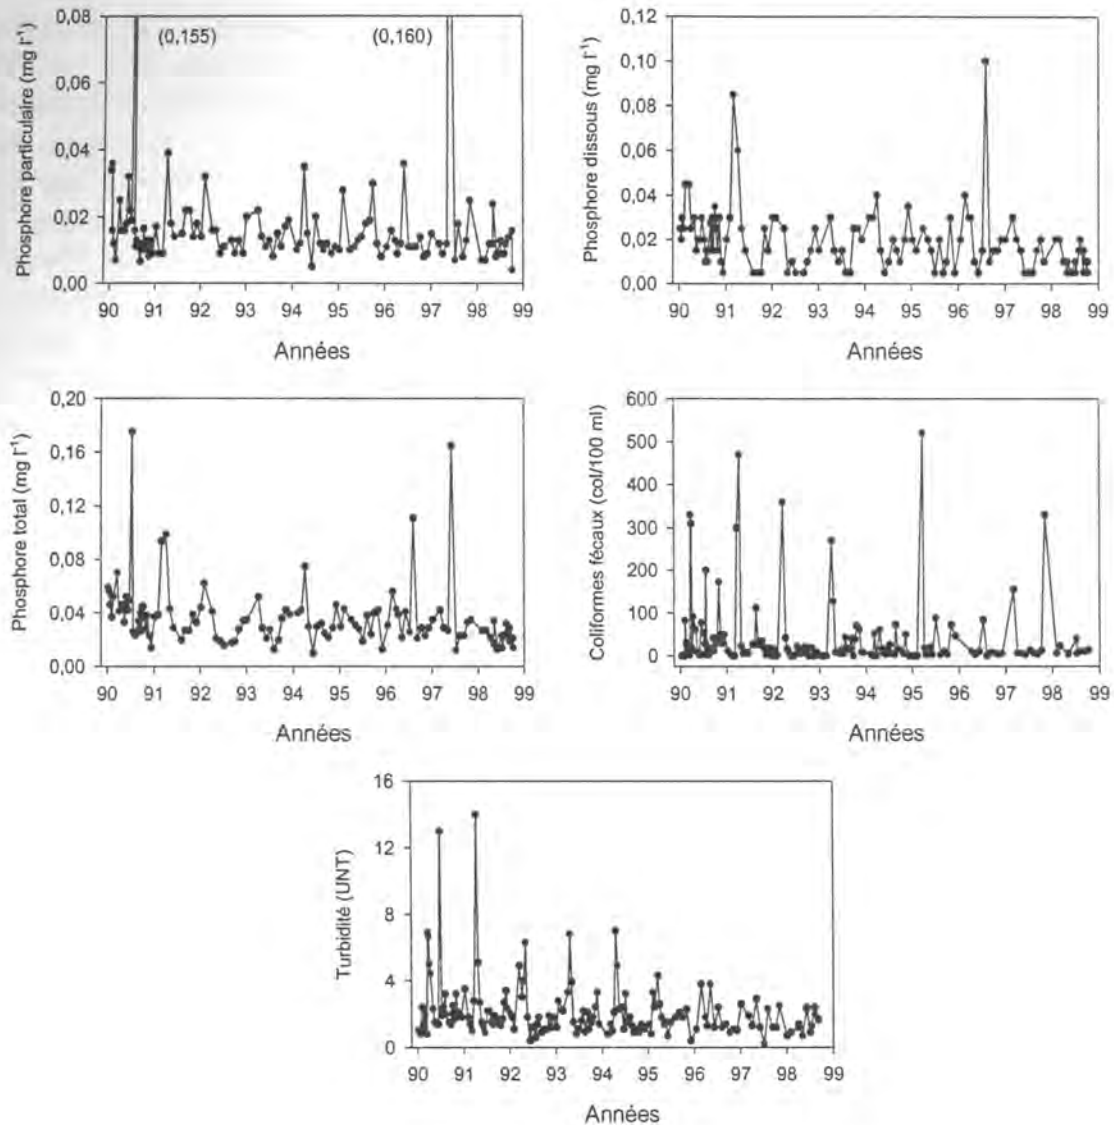 Phosphore particulaire (mg l⁻¹)
0,08
0,06
0,04
0,02
0,00
(0,155)
(0,160)
90 91 92 93 94 95 96 97 98 99
Années
Phosphore dissous (mg l⁻¹)
0,12
0,10
0,08
0,06
0,04
0,02
0,00
90 91 92 93 94 95 96 97 98 99
Années
Phosphore total (mg l⁻¹)
0,20
0,16
0,12
0,08
0,04
0,00
90 91 92 93 94 95 96 97 98 99
Années
Coliformes fécaux (col/100 ml)
600
500
400
300
200
100
0
90 91 92 93 94 95 96 97 98 99
Années
Turbidité (UNT)
16
12
8
4
0
90 91 92 93 94 95 96 97 98 99
Années